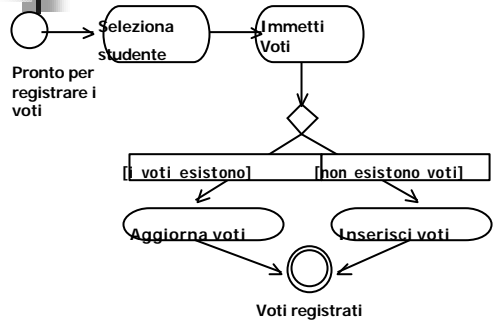 Seleziona
studente
Immetti
Voti
Pronto per
registrare i
voti
[i voti esistono]
[non esistono voti]
Aggiorna voti
Inserisci voti
Voti registrati